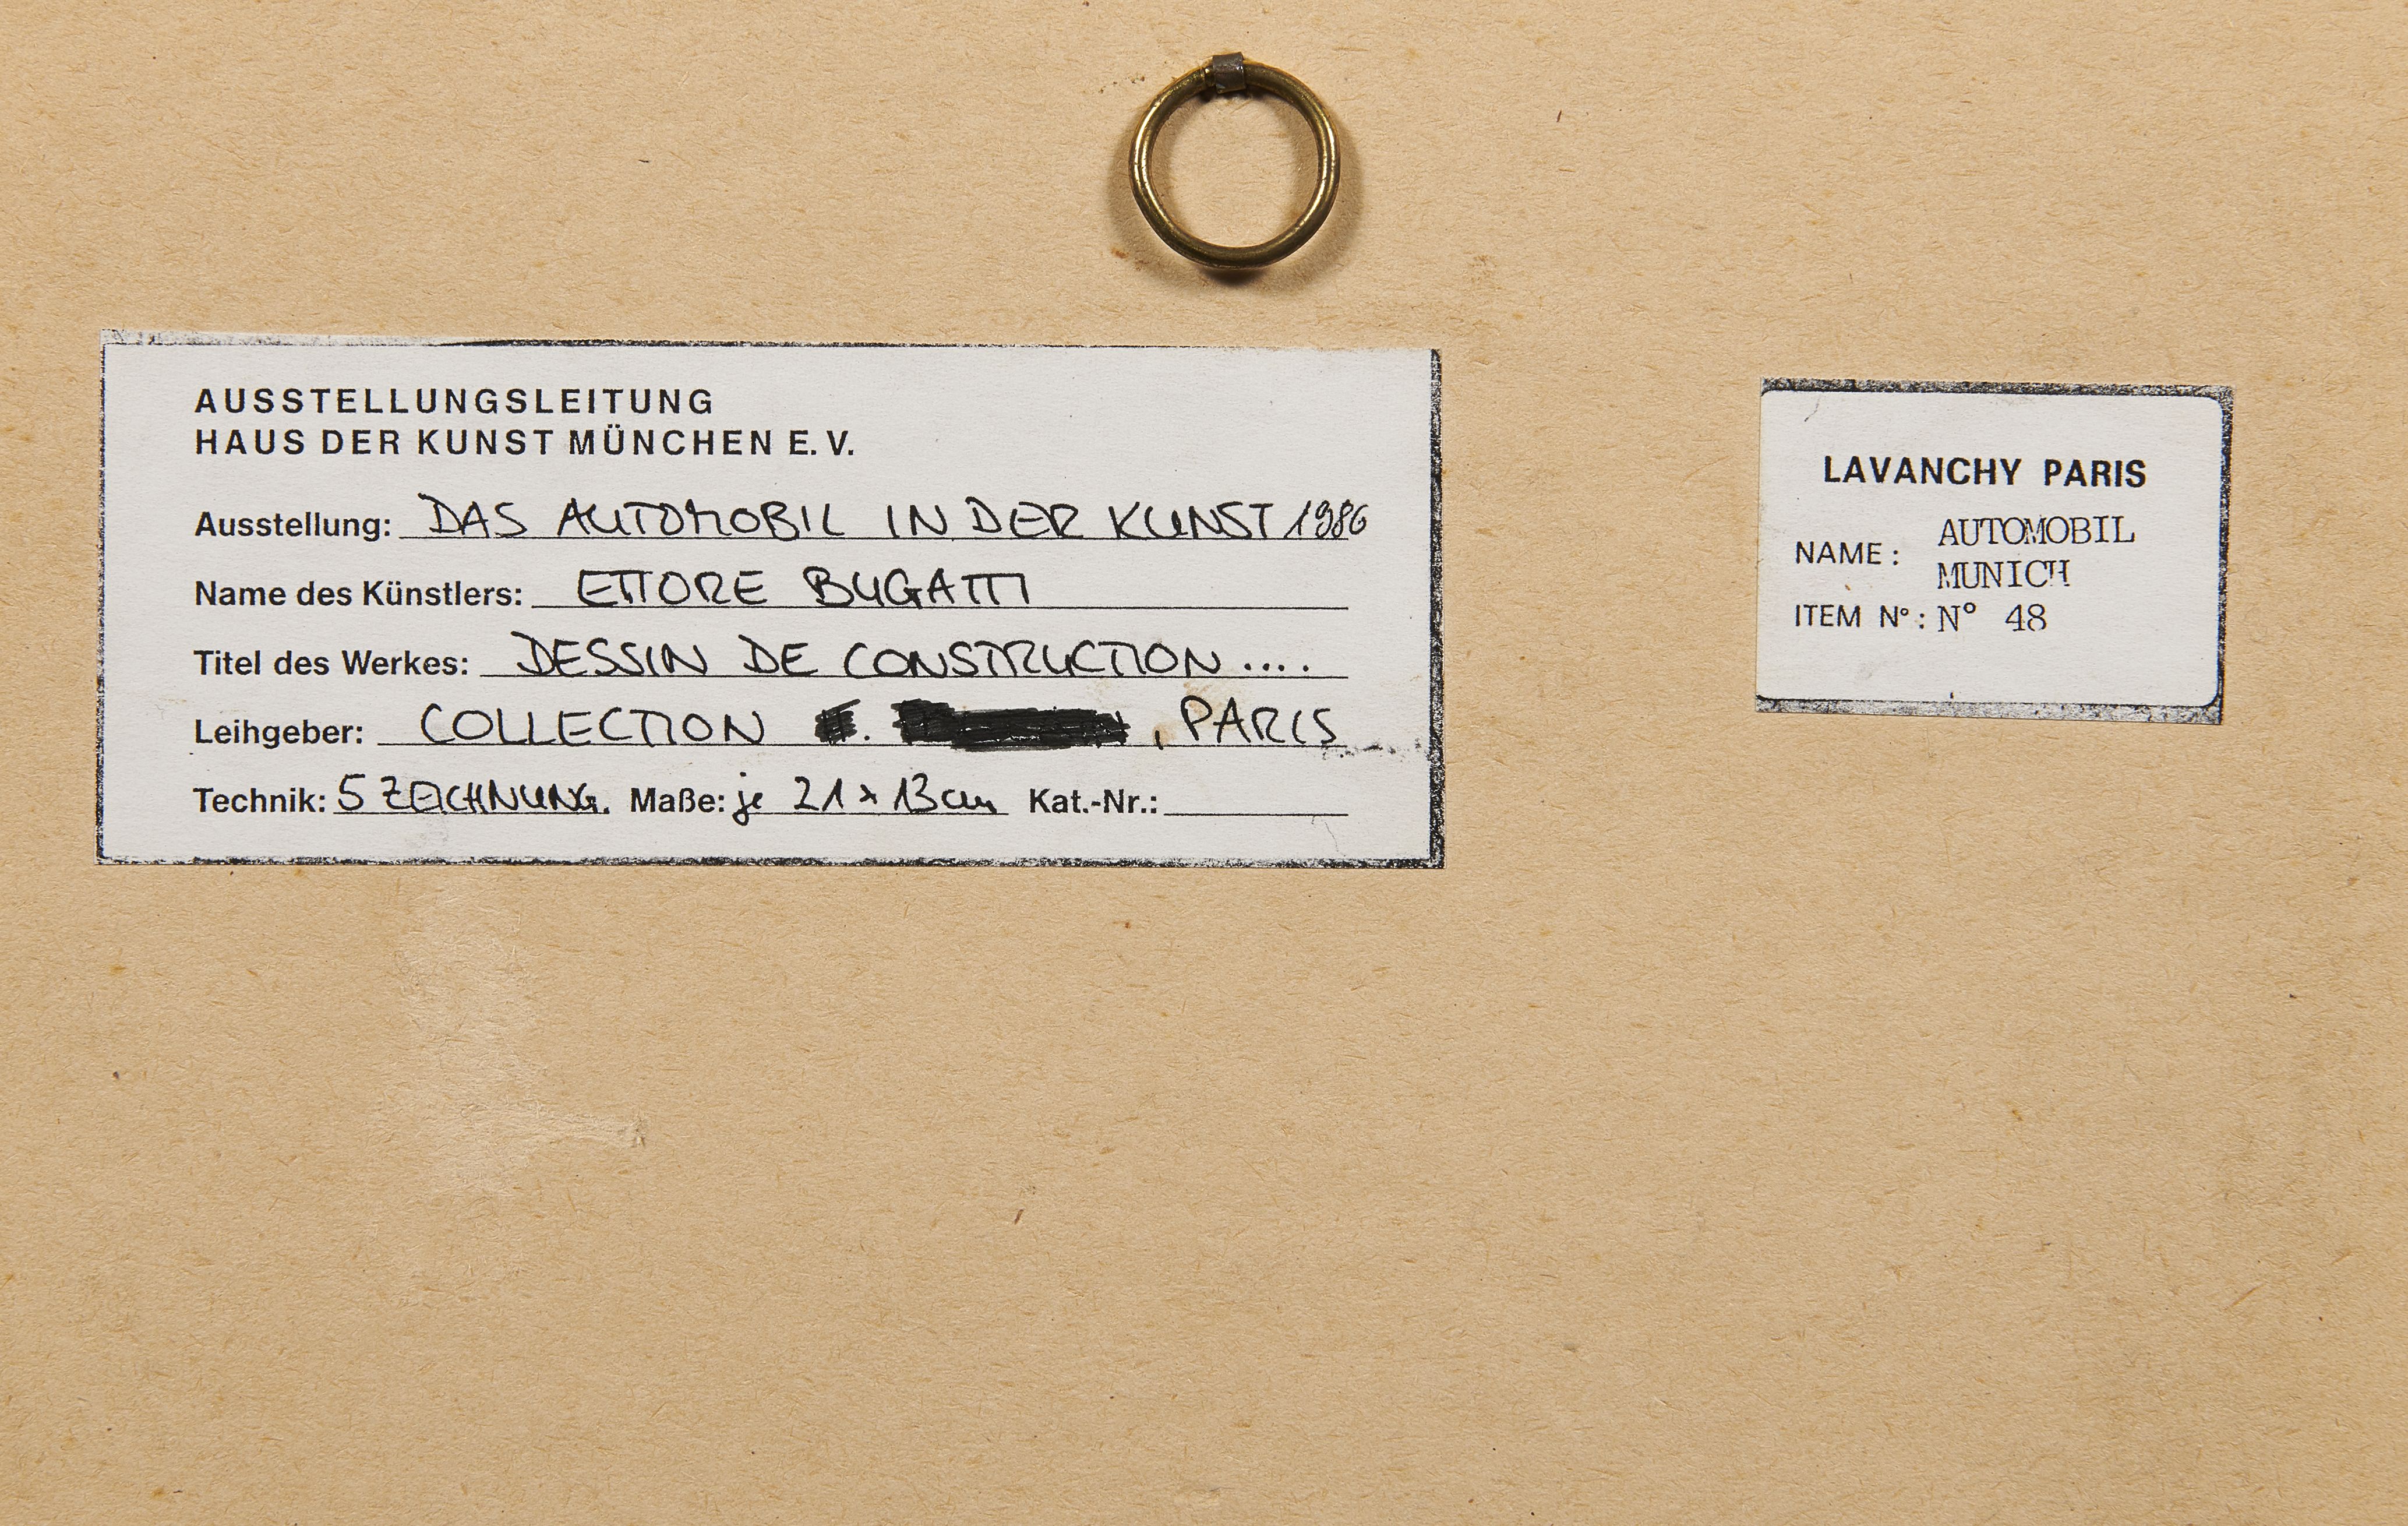 AUSSTELLUNGSLEITUNG
HAUS DER KUNST MÜNCHEN E.V.
Ausstellung: DAS AUTOMOBIL IN DER KUNST 1986
Name des Künstlers: ETTORE BUGATTI
Titel des Werkes: DESSIN DE CONSTRUCTION ....
Leihgeber: COLLECTION , PARIS
Technik: 5 ZEICHNUNG. Maße: je 21 x 13 cm Kat.-Nr.:
LAVANCHY PARIS
NAME: AUTOMOBIL
MUNICH
ITEM N°: N° 48